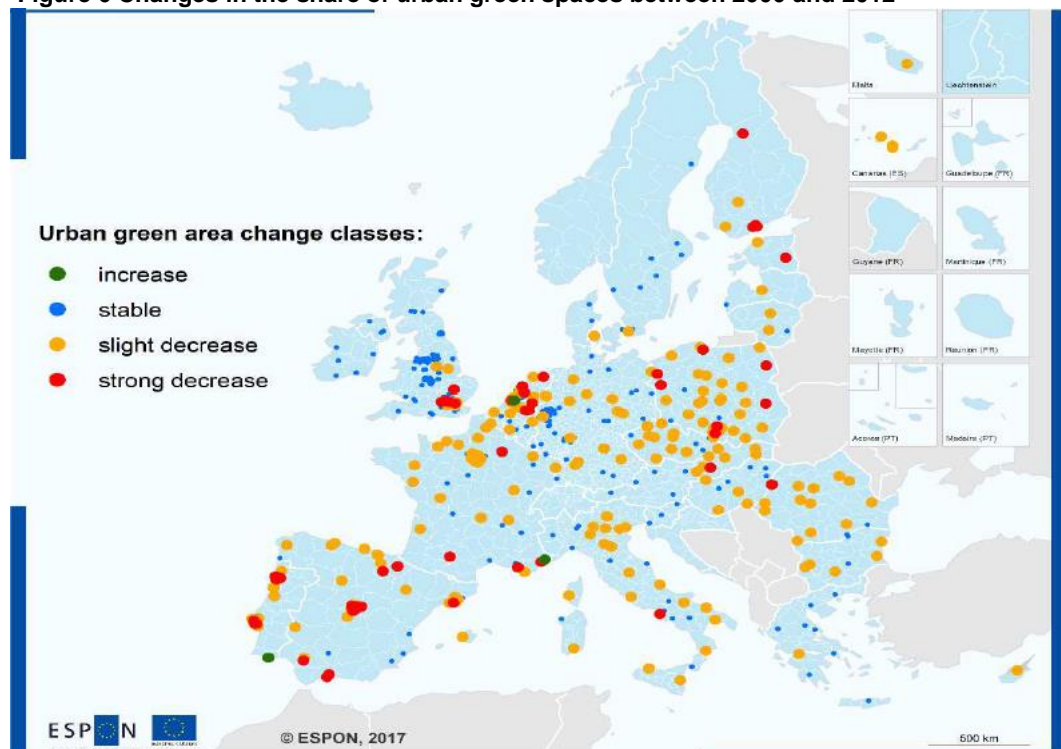 Urban green area change classes:
increase
stable
slight decrease
strong decrease
Malta
Liechtenstein
Canarias (ES)
Guadeloupe (FR)
Guyane (FR)
Martinique (FR)
Mayotte (FR)
Reunion (FR)
Acores (PT)
Madeira (PT)
ESPON
© ESPON, 2017
500 km